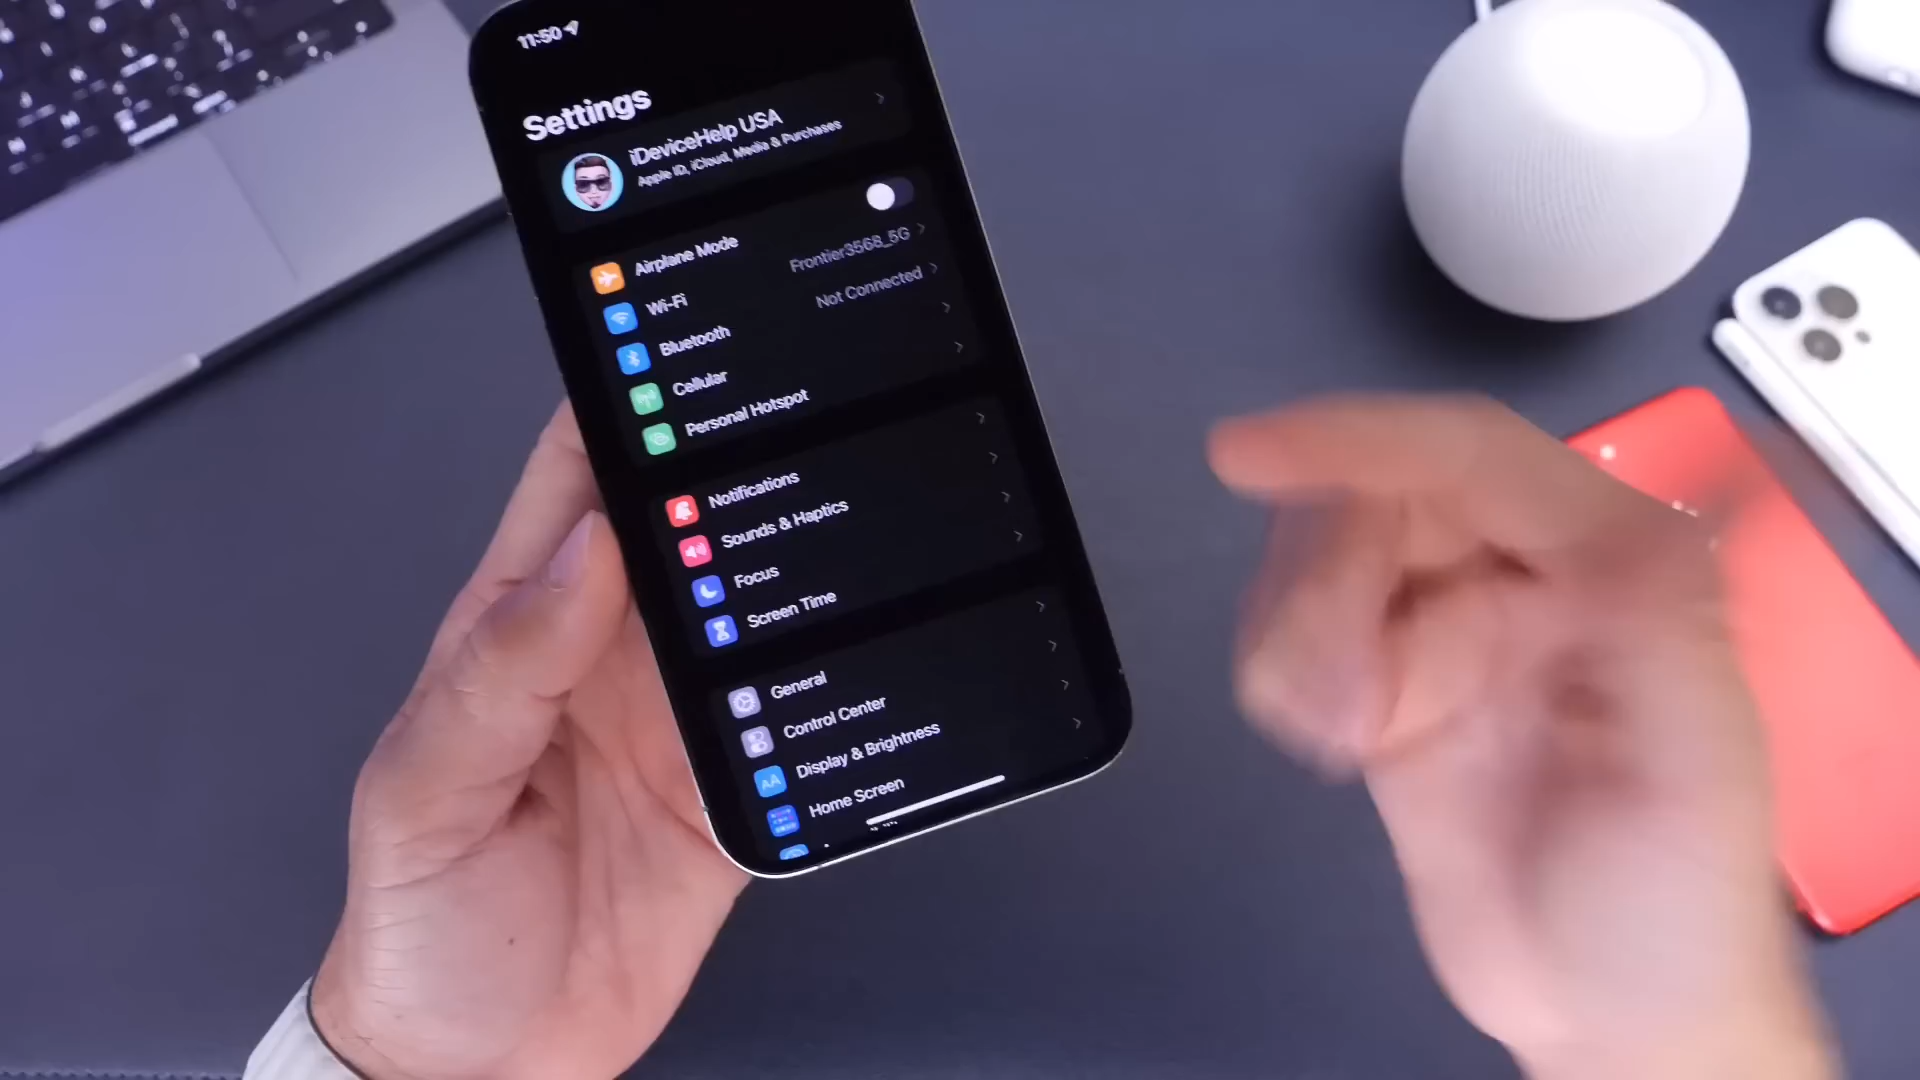 11:50
Settings
iDeviceHelp USA
Apple ID, iCloud, Media & Purchases
Airplane Mode
Wi-Fi
Frontier3568_5G
Bluetooth
Not Connected
Cellular
Personal Hotspot
Notifications
Sounds & Haptics
Focus
Screen Time
General
Control Center
AA
Display & Brightness
Home Screen